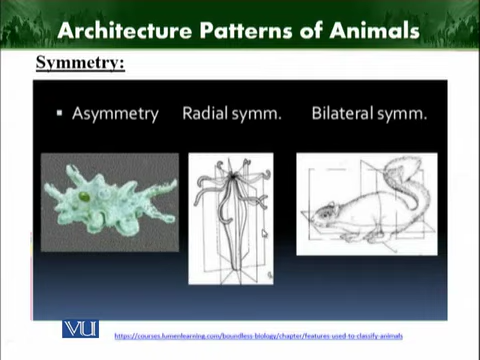 Architecture Patterns of Animals
Symmetry:
▪ Asymmetry Radial symm. Bilateral symm.
VU
https://courses.lumenlearning.com/boundless-biology/chapter/features-used-to-classify-animals